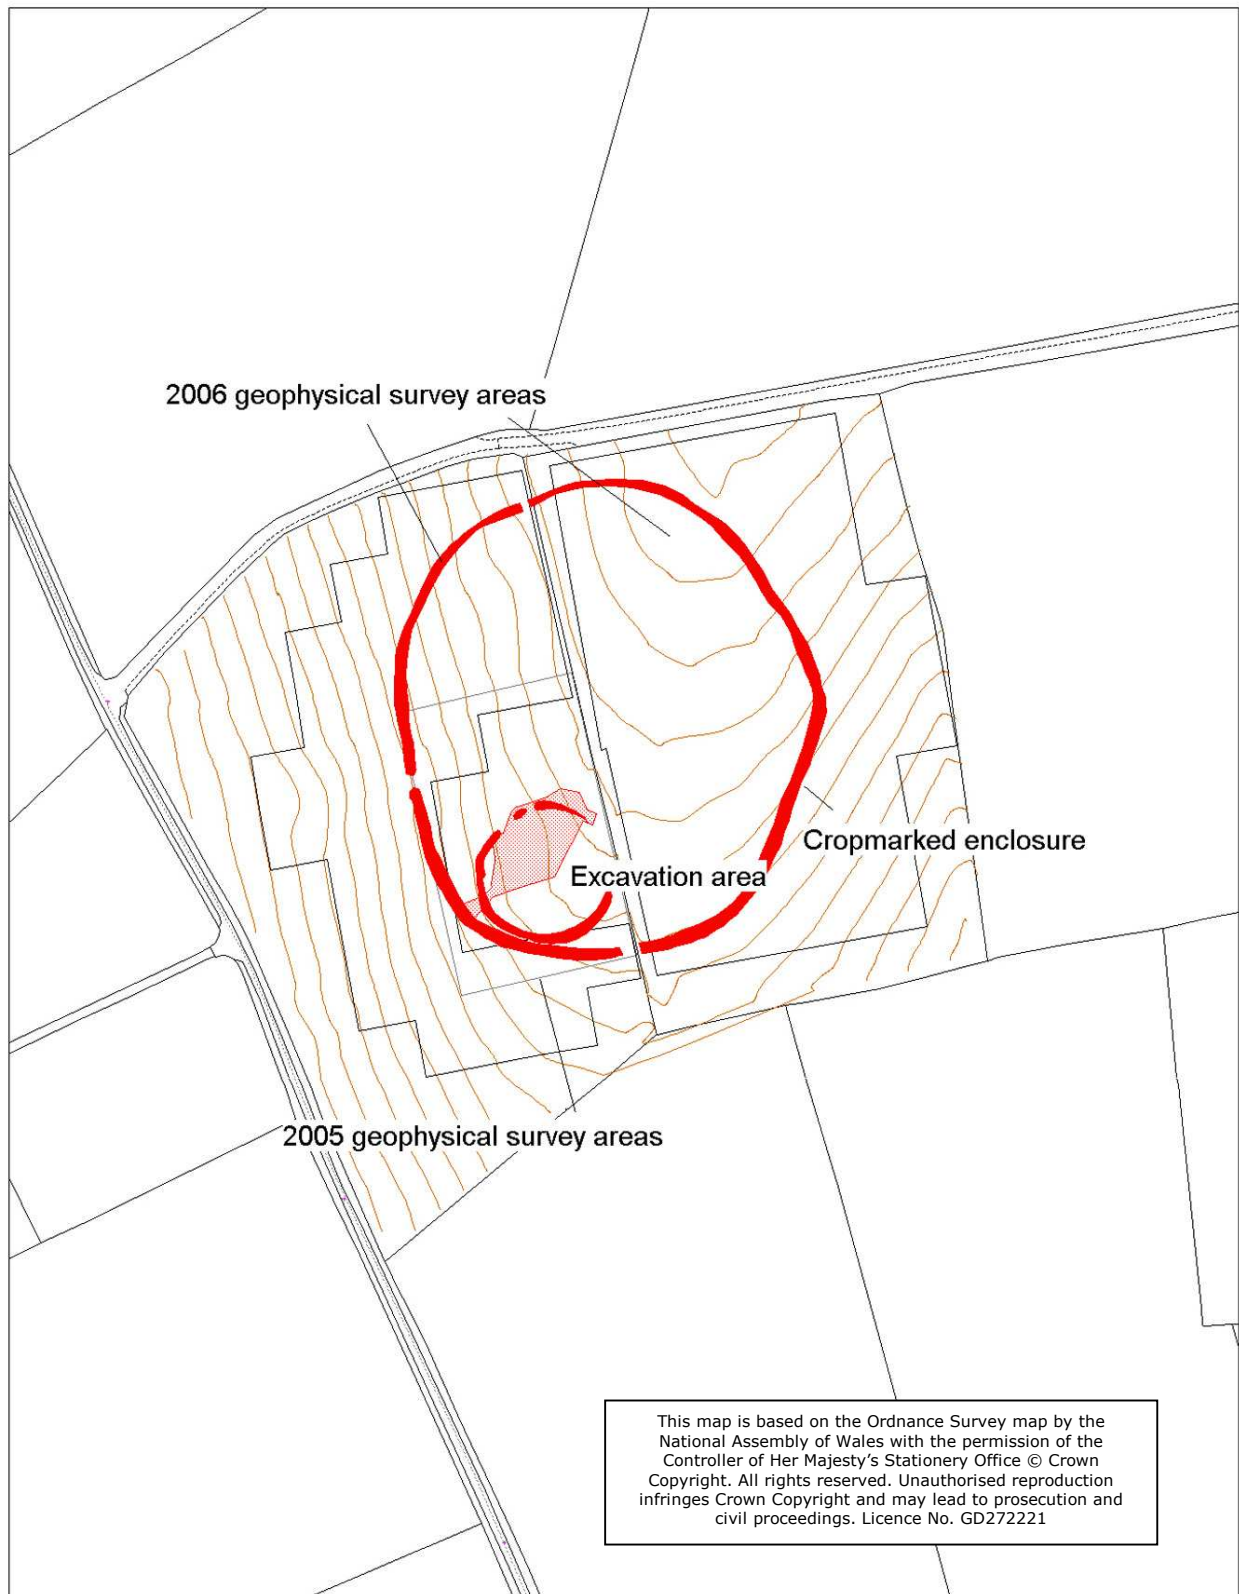 2006 geophysical survey areas
Cropmarked enclosure
Excavation area
2005 geophysical survey areas
This map is based on the Ordnance Survey map by the
National Assembly of Wales with the permission of the
Controller of Her Majesty’s Stationery Office © Crown
Copyright. All rights reserved. Unauthorised reproduction
infringes Crown Copyright and may lead to prosecution and
civil proceedings. Licence No. GD272221